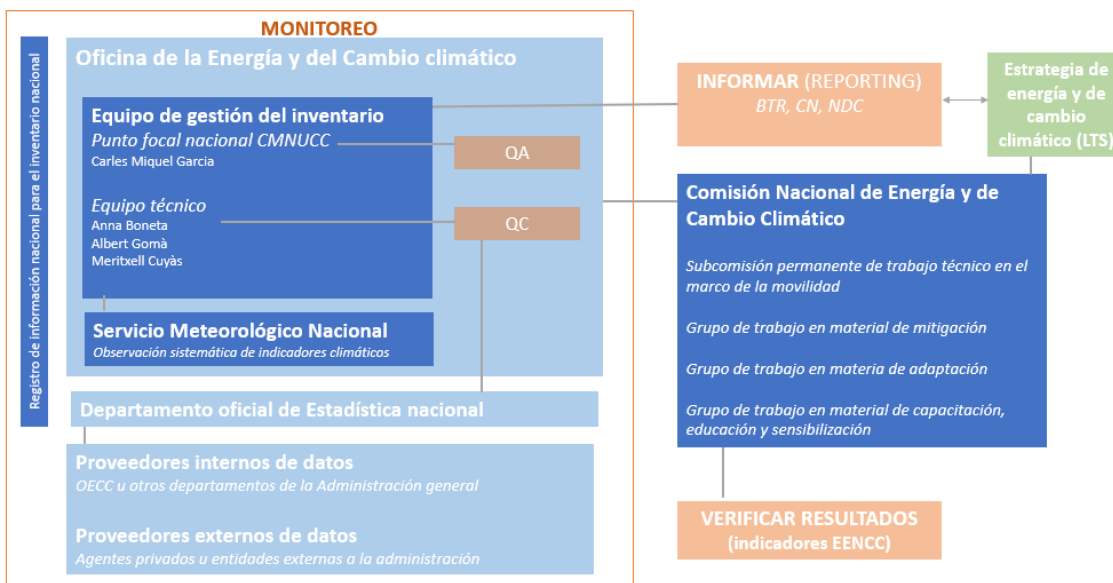 MONITOREO
Registro de información nacional para el inventario nacional
Oficina de la Energía y del Cambio climático
Equipo de gestión del inventario
Punto focal nacional CMNUCC
Carles Miquel Garcia
QA
Equipo técnico
Anna Boneta
Albert Gomà
Meritxell Cuyàs
QC
Servicio Meteorológico Nacional
Observación sistemática de indicadores climáticos
Departamento oficial de Estadística nacional
Proveedores internos de datos
OECC u otros departamentos de la Administración general
Proveedores externos de datos
Agentes privados u entidades externas a la administración
INFORMAR (REPORTING)
BTR, CN, NDC
Estrategia de
energía y de
cambio
climático (LTS)
Comisión Nacional de Energía y de
Cambio Climático
Subcomisión permanente de trabajo técnico en el
marco de la movilidad
Grupo de trabajo en material de mitigación
Grupo de trabajo en materia de adaptación
Grupo de trabajo en material de capacitación,
educación y sensibilización
VERIFICAR RESULTADOS
(indicadores EENCC)